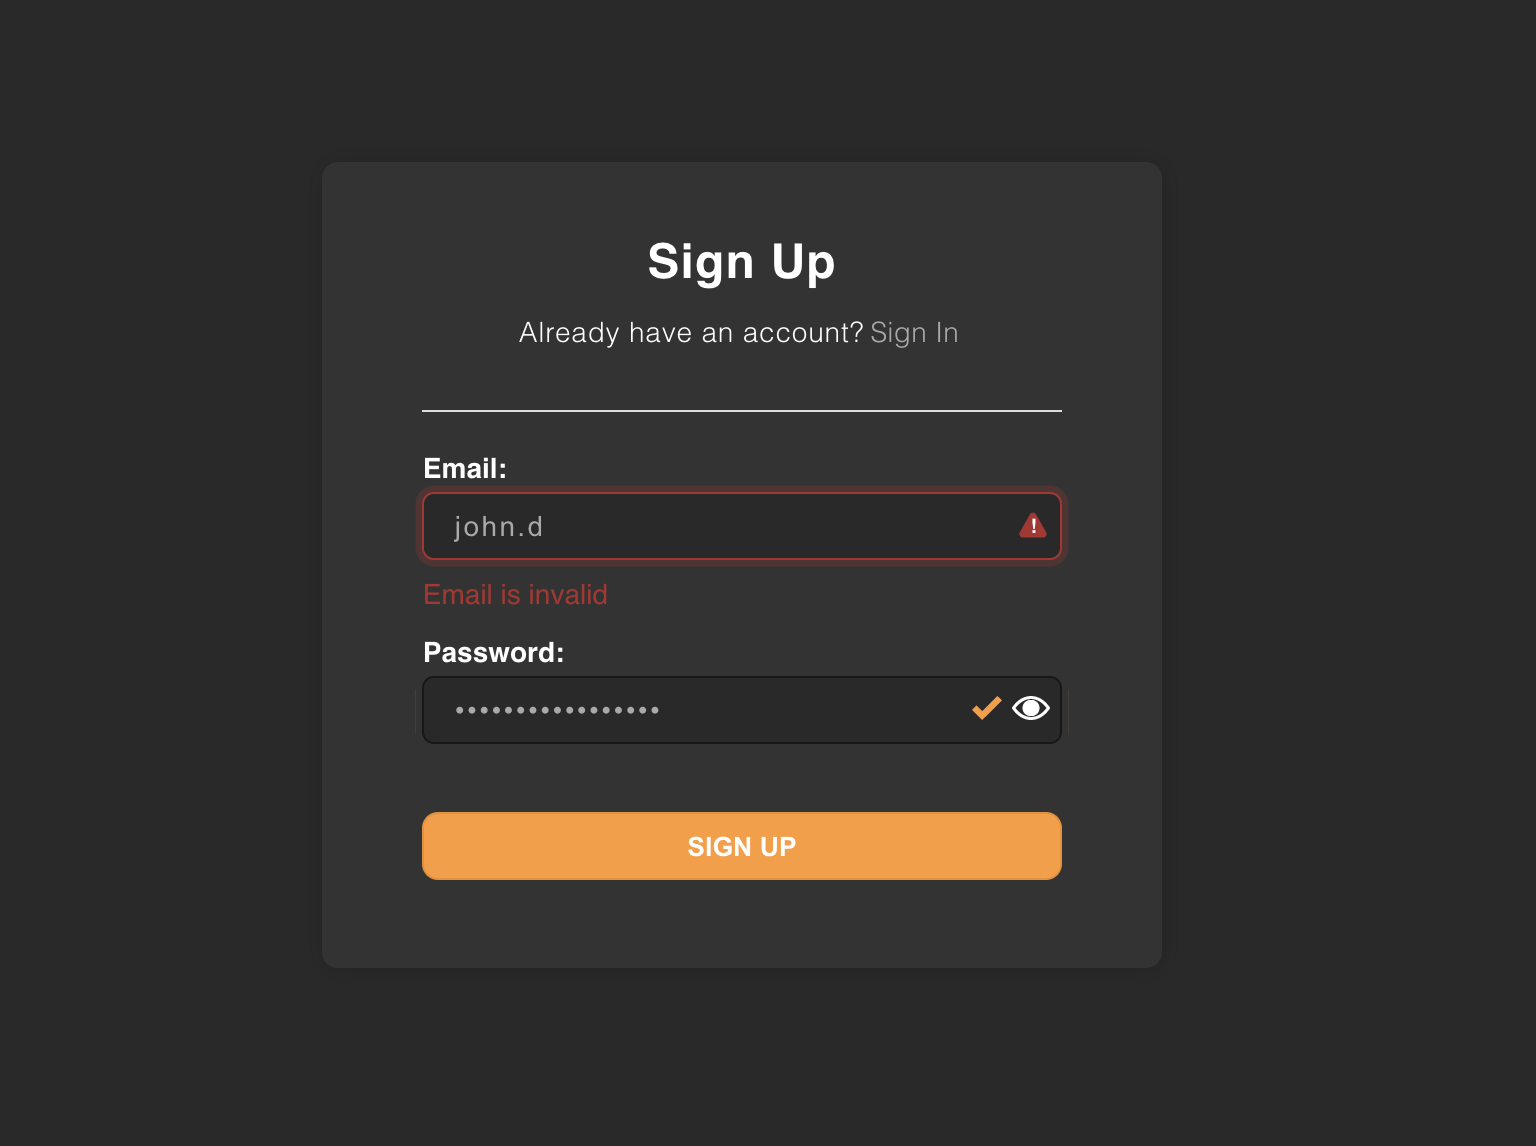 Sign Up
Already have an account? Sign In
Email:
john.d
Email is invalid
Password:
•••••••••••••••••
SIGN UP